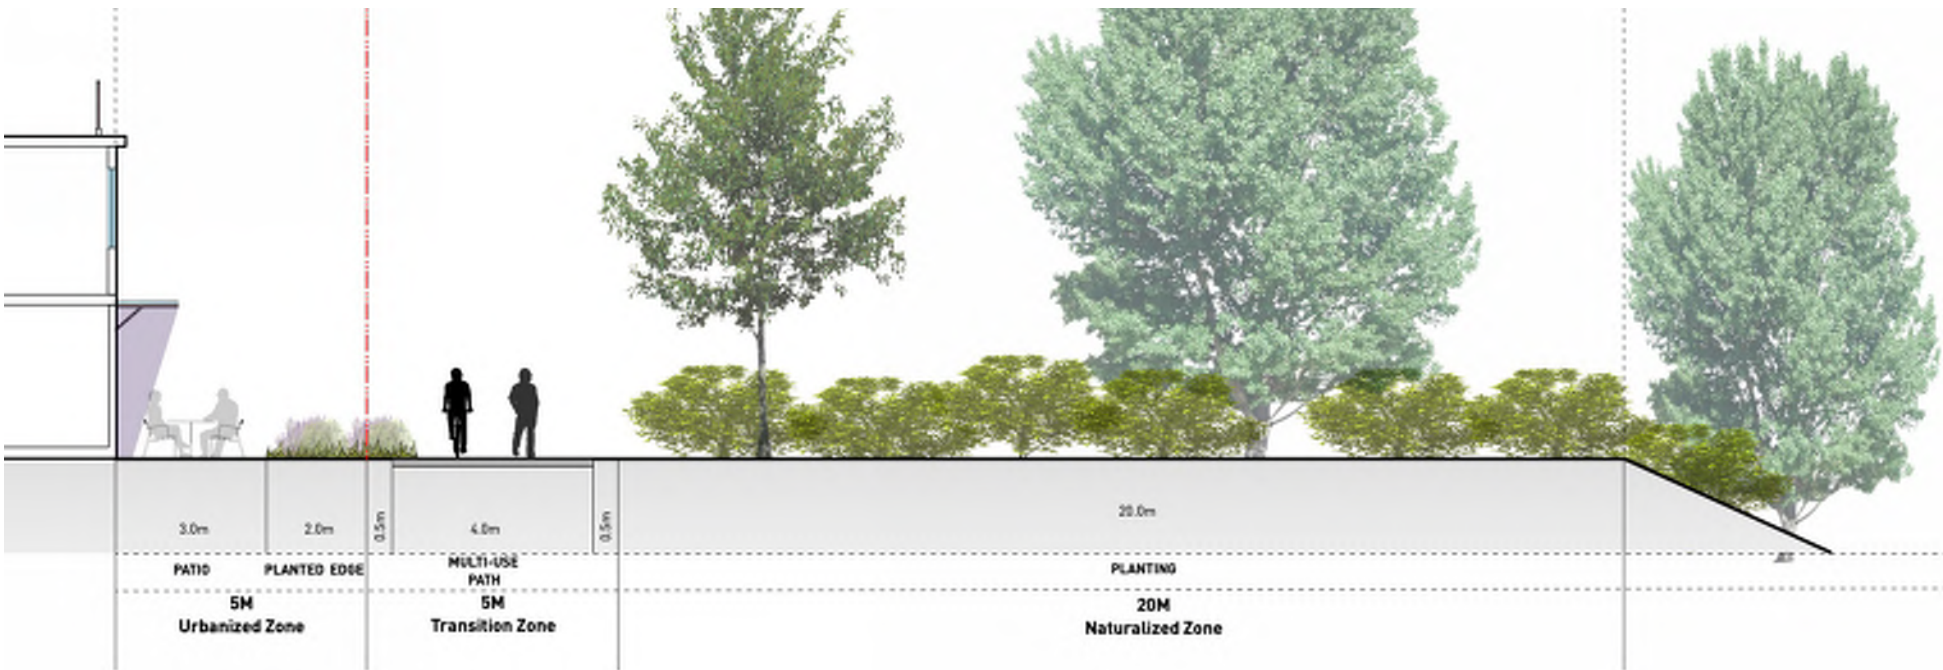 3.0m
2.0m
0.5m
4.0m
0.5m
20.0m
PATIO
PLANTED EDGE
MULTI-USE
PATH
PLANTING
5M
Urbanized Zone
5M
Transition Zone
20M
Naturalized Zone